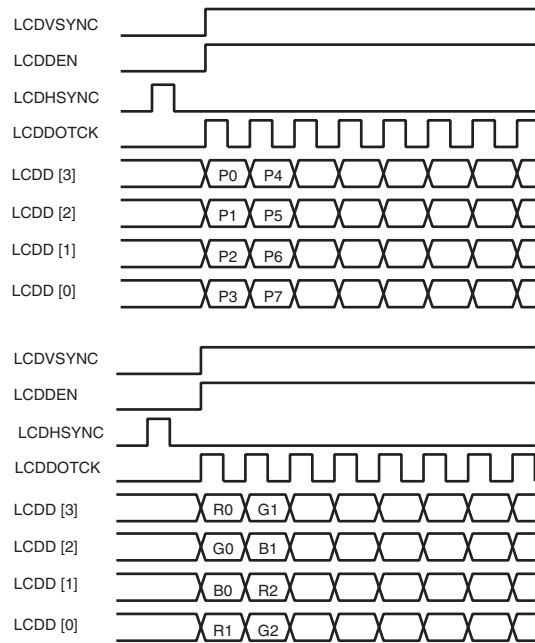 LCDVSYNC
LCDDEN
LCDHSYNC
LCDDOTCK
LCDD [3] P0 P4
LCDD [2] P1 P5
LCDD [1] P2 P6
LCDD [0] P3 P7
LCDVSYNC
LCDDEN
LCDHSYNC
LCDDOTCK
LCDD [3] R0 G1
LCDD [2] G0 B1
LCDD [1] B0 R2
LCDD [0] R1 G2